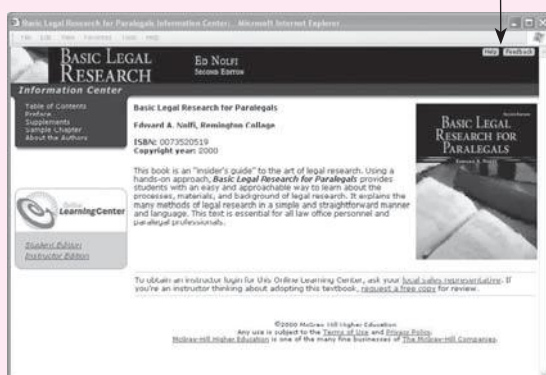 Basic Legal Research for Paralegals Information Center: - Microsoft Internet Explorer
File Edit View Favorites Tools Help
BASIC LEGAL
RESEARCH
ED NOLFI
SECOND EDITION
Help Feedback
Information Center
Table of Contents
Preface
Supplements
Sample Chapter
About the Authors
Online
LearningCenter
Student Edition
Instructor Edition
Basic Legal Research for Paralegals
Edward A. Nolfi, Remington Collage
ISBN: 0073520519
Copyright year: 2000
This book is an "insider's guide" to the art of legal research. Using a
hands-on approach, Basic Legal Research for Paralegals provides
students with an easy and approachable way to learn about the
processes, materials, and background of legal research. It explains the
many methods of legal research in a simple and straightforward manner
and language. This text is essential for all law office personnel and
paralegal professionals.
BASIC LEGAL
RESEARCH FOR
PARALEGALS
EDWARD A. NOLFI
To obtain an instructor login for this Online Learning Center, ask your local sales representative. If
you're an instructor thinking about adopting this textbook, request a free copy for review.
©2000 McGraw-Hill Higher Education
Any use is subject to the Terms of Use and Privacy Policy.
McGraw-Hill Higher Education is one of the many fine businesses of The McGraw-Hill Companies.